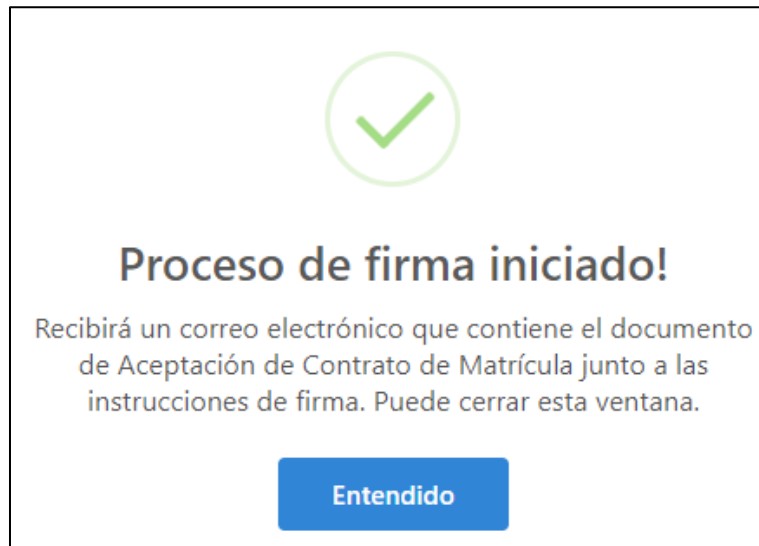 Proceso de firma iniciado!
Recibirá un correo electrónico que contiene el documento
de Aceptación de Contrato de Matrícula junto a las
instrucciones de firma. Puede cerrar esta ventana.
Entendido